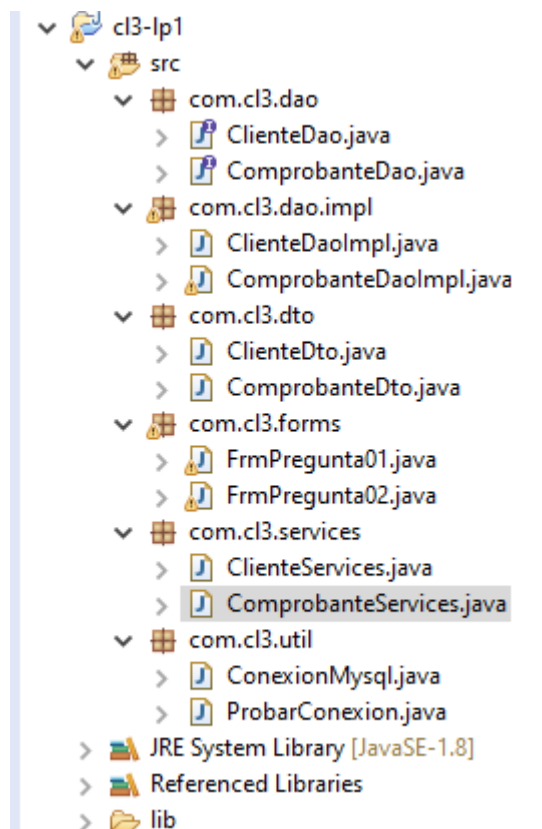 cl3-lp1
src
com.cl3.dao
ClienteDao.java
ComprobanteDao.java
com.cl3.dao.impl
ClienteDaoImpl.java
ComprobanteDaoImpl.java
com.cl3.dto
ClienteDto.java
ComprobanteDto.java
com.cl3.forms
FrmPregunta01.java
FrmPregunta02.java
com.cl3.services
ClienteServices.java
ComprobanteServices.java
com.cl3.util
ConexionMysql.java
ProbarConexion.java
JRE System Library [JavaSE-1.8]
Referenced Libraries
lib